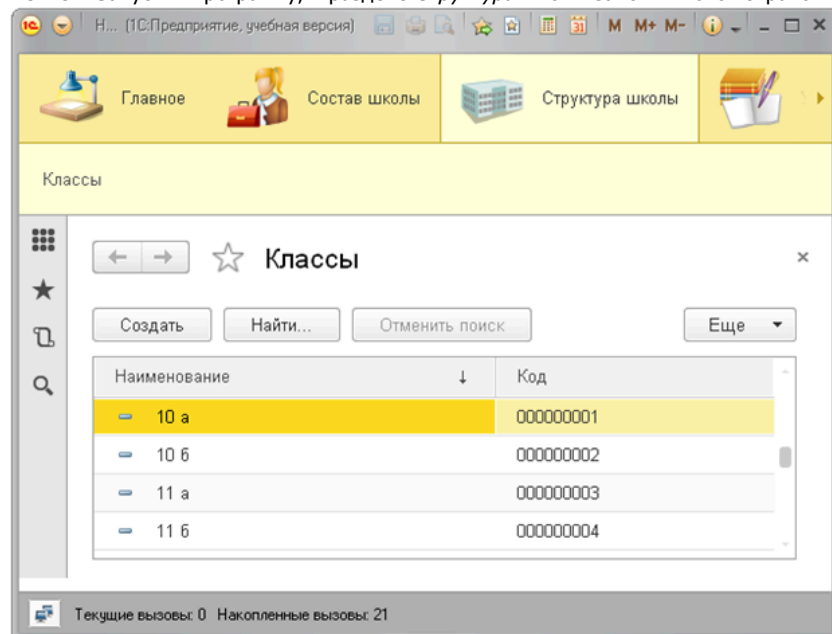 Н... (1С:Предприятие, учебная версия) M M+ M-
Главное Состав школы Структура школы
Классы
Классы
Создать Найти... Отменить поиск Еще
Наименование ↓ Код
10 а 000000001
10 б 000000002
11 а 000000003
11 б 000000004
Текущие вызовы: 0 Накопленные вызовы: 21